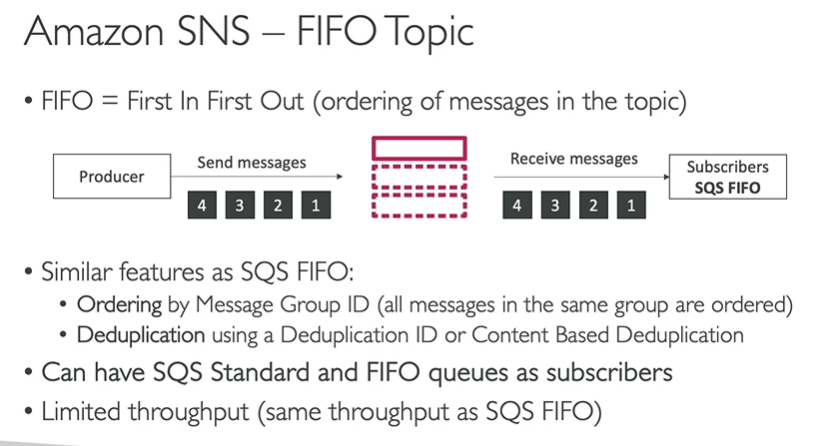 Amazon SNS – FIFO Topic
• FIFO = First In First Out (ordering of messages in the topic)
Producer
Send messages
4 3 2 1
Receive messages
4 3 2 1
Subscribers
SQS FIFO
• Similar features as SQS FIFO:
• Ordering by Message Group ID (all messages in the same group are ordered)
• Deduplication using a Deduplication ID or Content Based Deduplication
• Can have SQS Standard and FIFO queues as subscribers
• Limited throughput (same throughput as SQS FIFO)